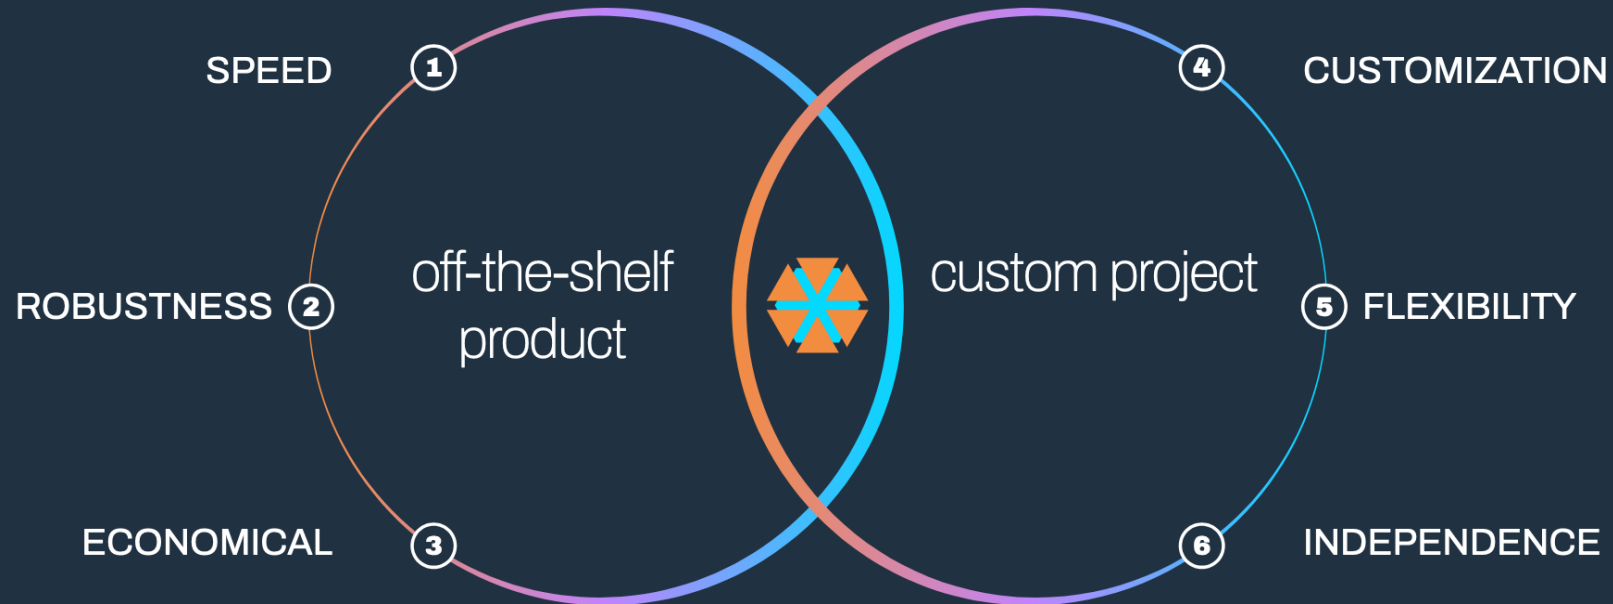 SPEED
1
ROBUSTNESS
2
ECONOMICAL
3
off-the-shelf
product
custom project
4
CUSTOMIZATION
5
FLEXIBILITY
6
INDEPENDENCE